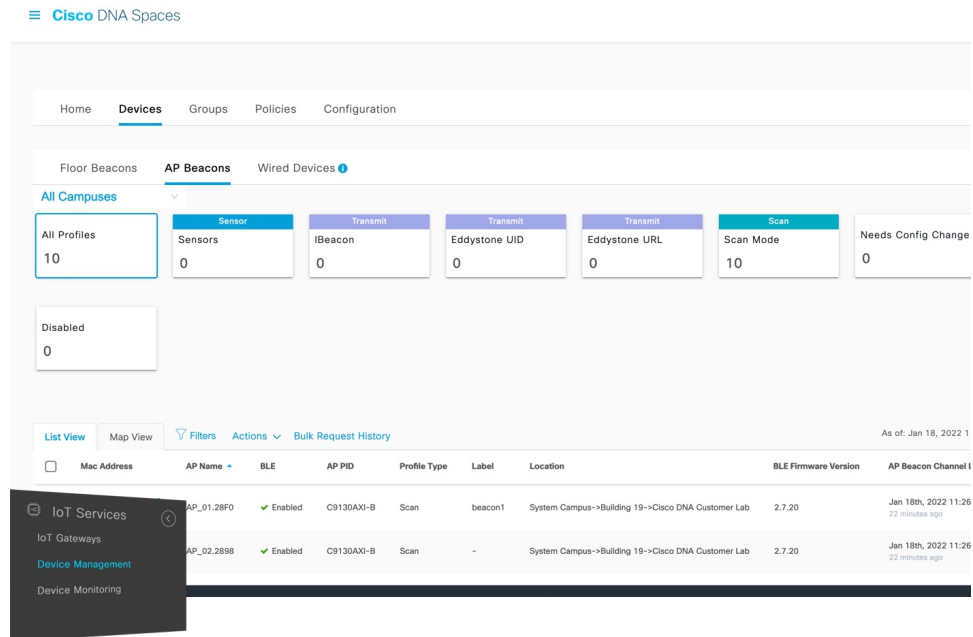 Cisco DNA Spaces
Home Devices Groups Policies Configuration
Floor Beacons AP Beacons Wired Devices
All Campuses
All Profiles
10
Sensor
Sensors
0
Transmit
IBeacon
0
Transmit
Eddystone UID
0
Transmit
Eddystone URL
0
Scan
Scan Mode
10
Needs Config Change
0
Disabled
0
List View Map View Filters Actions Bulk Request History As of: Jan 18, 2022 1
Mac Address AP Name BLE AP PID Profile Type Label Location BLE Firmware Version AP Beacon Channel L
AP_01.28F0 Enabled C9130AXI-B Scan beacon1 System Campus->Building 19->Cisco DNA Customer Lab 2.7.20 Jan 18th, 2022 11:26
22 minutes ago
AP_02.2898 Enabled C9130AXI-B Scan - System Campus->Building 19->Cisco DNA Customer Lab 2.7.20 Jan 18th, 2022 11:26
22 minutes ago
IoT Services
IoT Gateways
Device Management
Device Monitoring